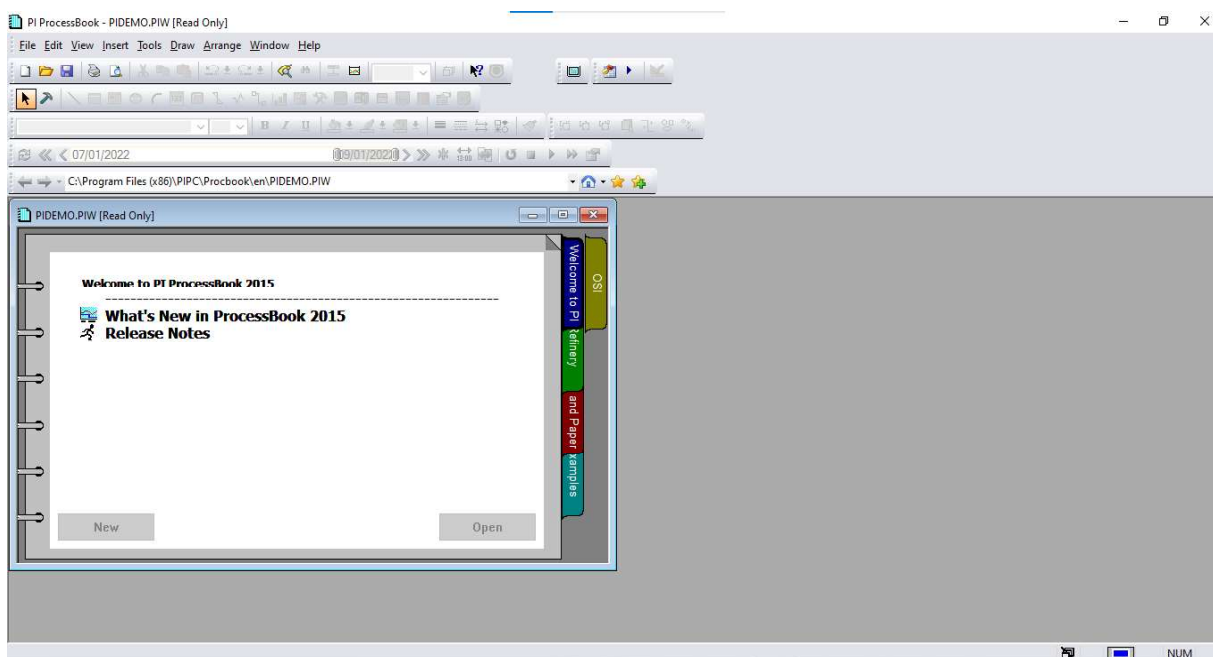 PI ProcessBook - PIDEMO.PIW [Read Only]
File Edit View Insert Tools Draw Arrange Window Help
B I U
07/01/2022
C:\Program Files (x86)\PIPC\Procbook\en\PIDEMO.PIW
PIDEMO.PIW [Read Only]
Welcome to PI ProcessBook 2015
What's New in ProcessBook 2015
Release Notes
New Open
Welcome to PI
OSI
Refinery
and Paper
xamples
NUM